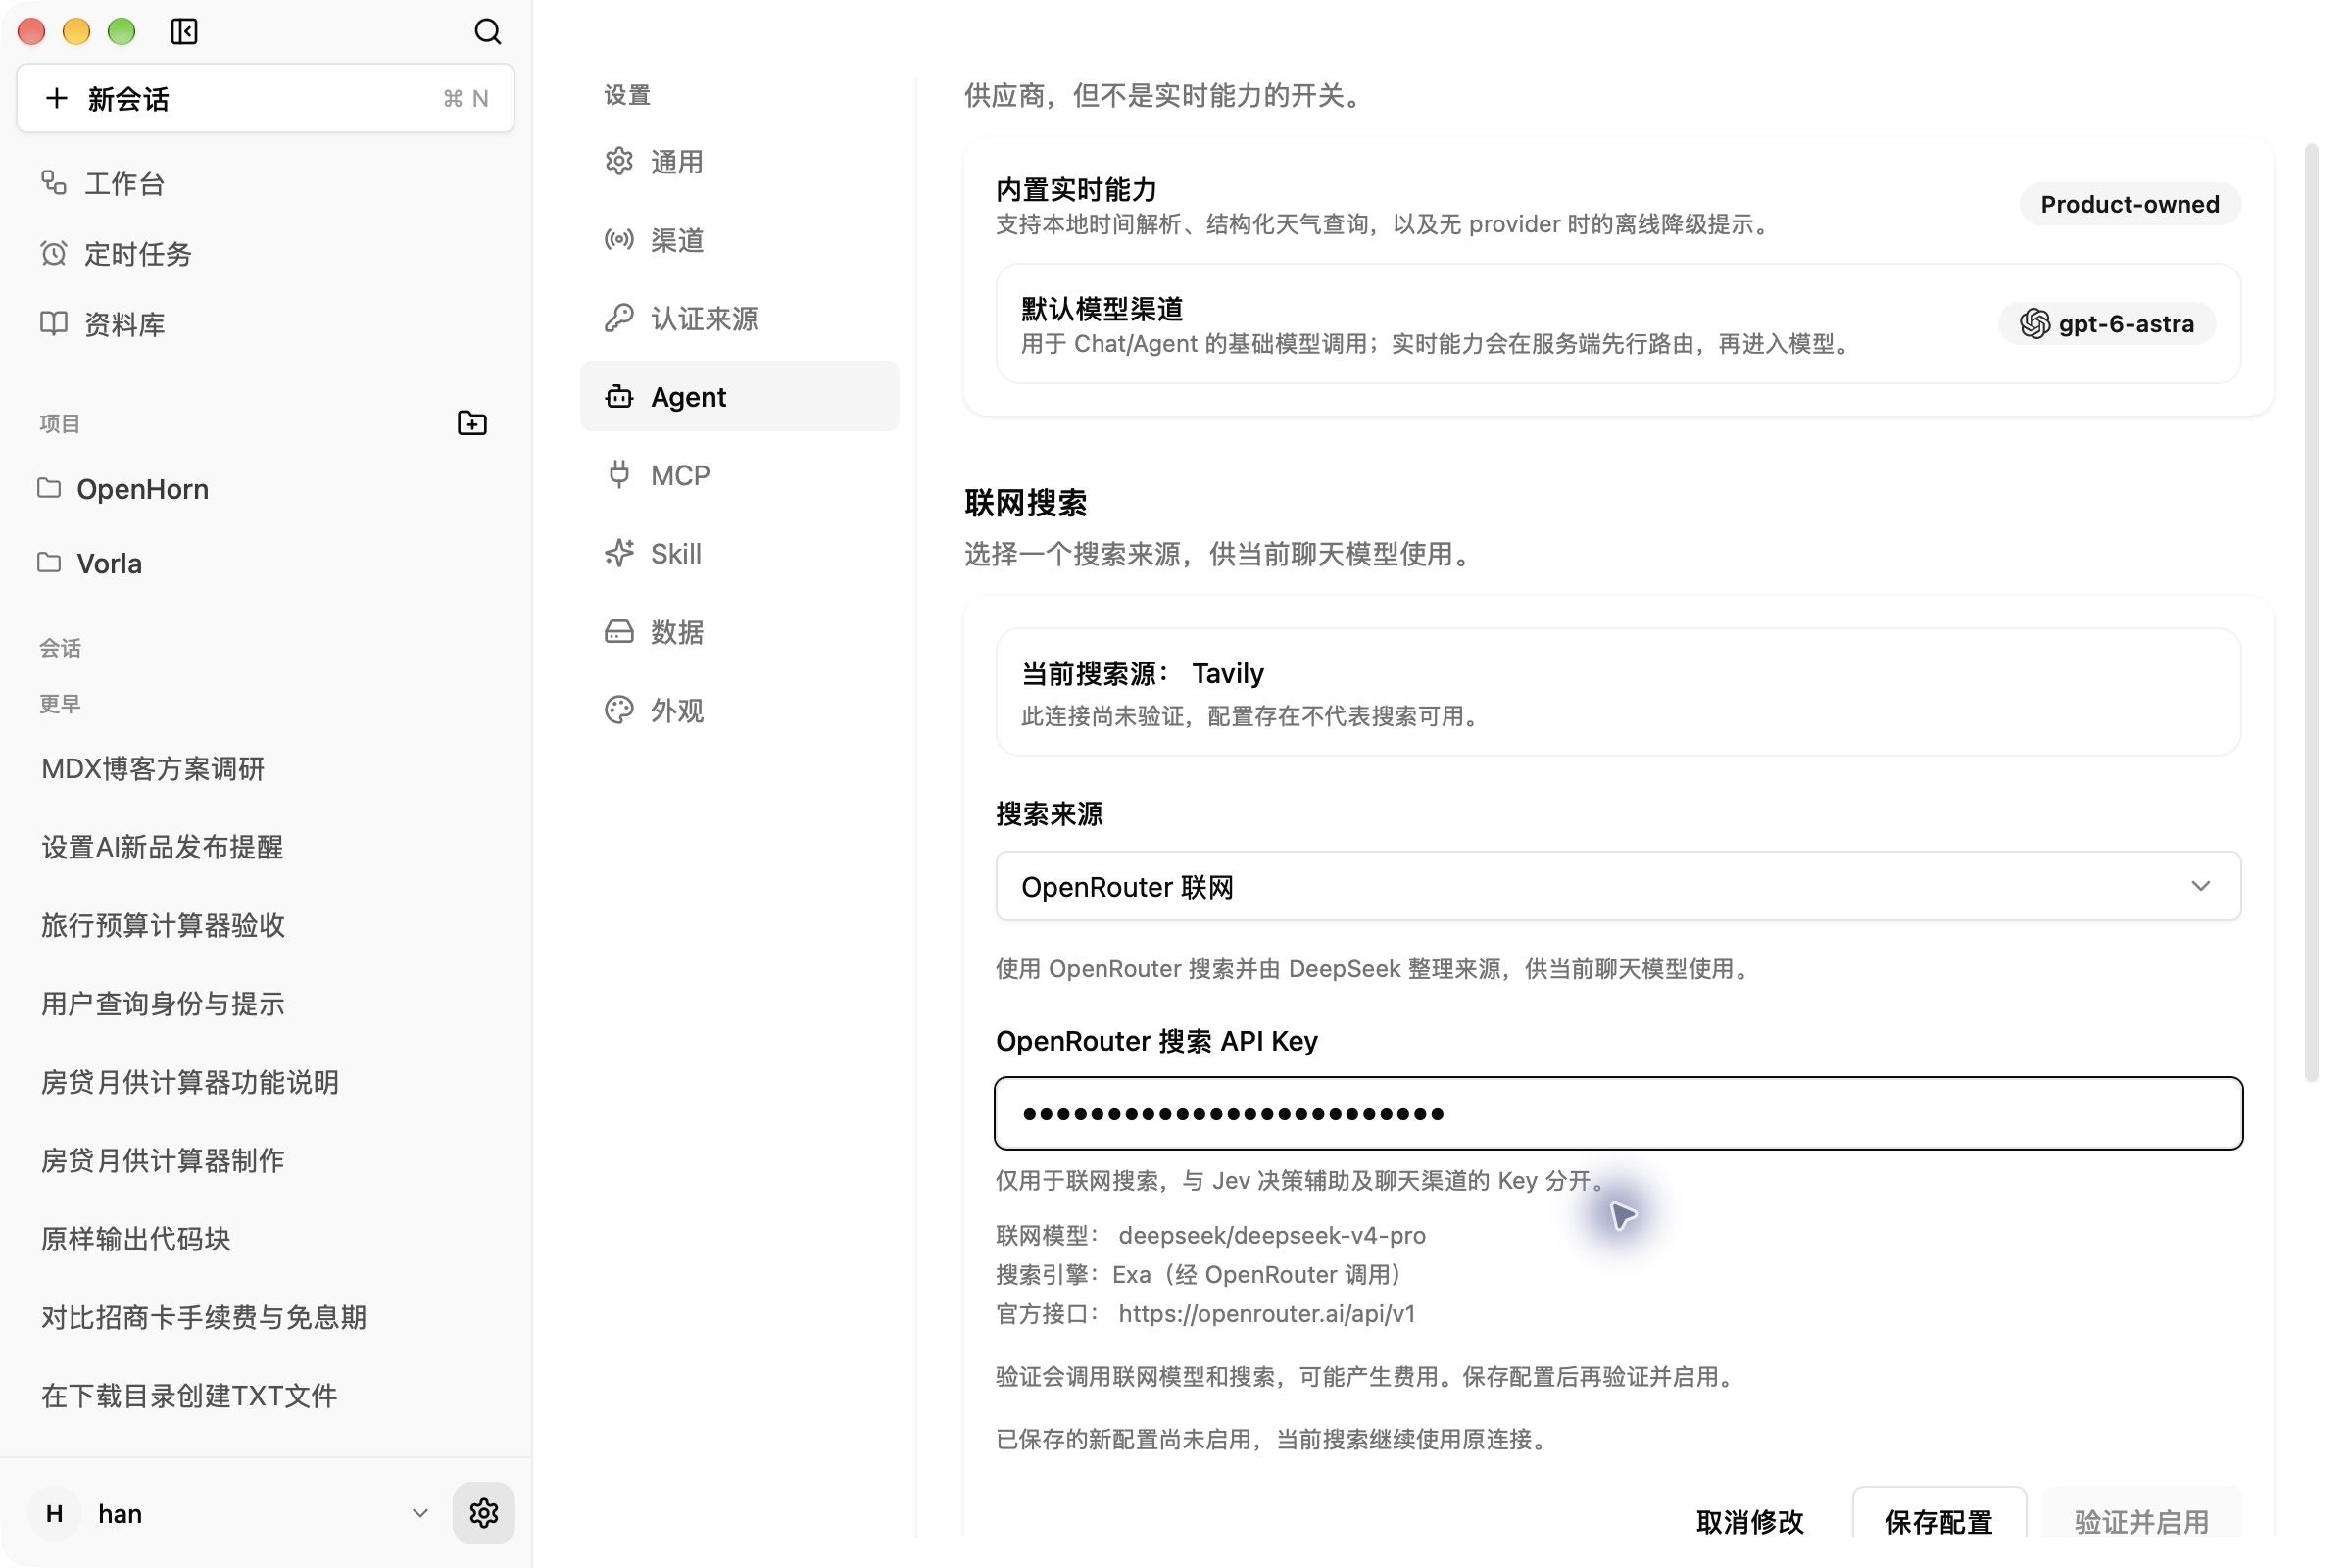 新会话
⌘ N
工作台
定时任务
资料库
项目
OpenHorn
Vorla
会话
更早
MDX博客方案调研
设置AI新品发布提醒
旅行预算计算器验收
用户查询身份与提示
房贷月供计算器功能说明
房贷月供计算器制作
原样输出代码块
对比招商卡手续费与免息期
在下载目录创建TXT文件
H
han
设置
通用
渠道
认证来源
Agent
MCP
Skill
数据
外观
供应商，但不是实时能力的开关。
内置实时能力
支持本地时间解析、结构化天气查询，以及无 provider 时的离线降级提示。
Product-owned
默认模型渠道
用于 Chat/Agent 的基础模型调用；实时能力会在服务端先行路由，再进入模型。
gpt-6-astra
联网搜索
选择一个搜索来源，供当前聊天模型使用。
当前搜索源： Tavily
此连接尚未验证，配置存在不代表搜索可用。
搜索来源
OpenRouter 联网
使用 OpenRouter 搜索并由 DeepSeek 整理来源，供当前聊天模型使用。
OpenRouter 搜索 API Key
•••••••••••••••••••••••••
仅用于联网搜索，与 Jev 决策辅助及聊天渠道的 Key 分开。
联网模型： deepseek/deepseek-v4-pro
搜索引擎：Exa（经 OpenRouter 调用）
官方接口： https://openrouter.ai/api/v1
验证会调用联网模型和搜索，可能产生费用。保存配置后再验证并启用。
已保存的新配置尚未启用，当前搜索继续使用原连接。
取消修改
保存配置
验证并启用